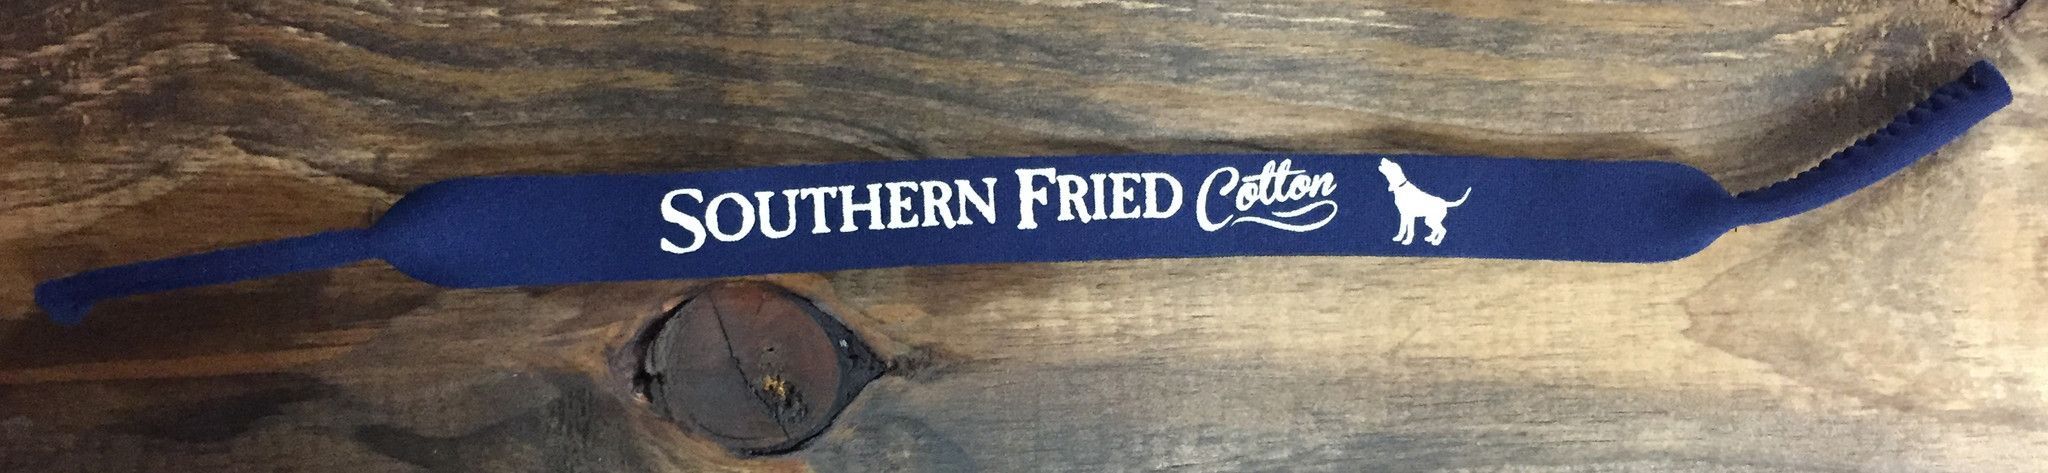 SOUTHERN FRIED Cotton